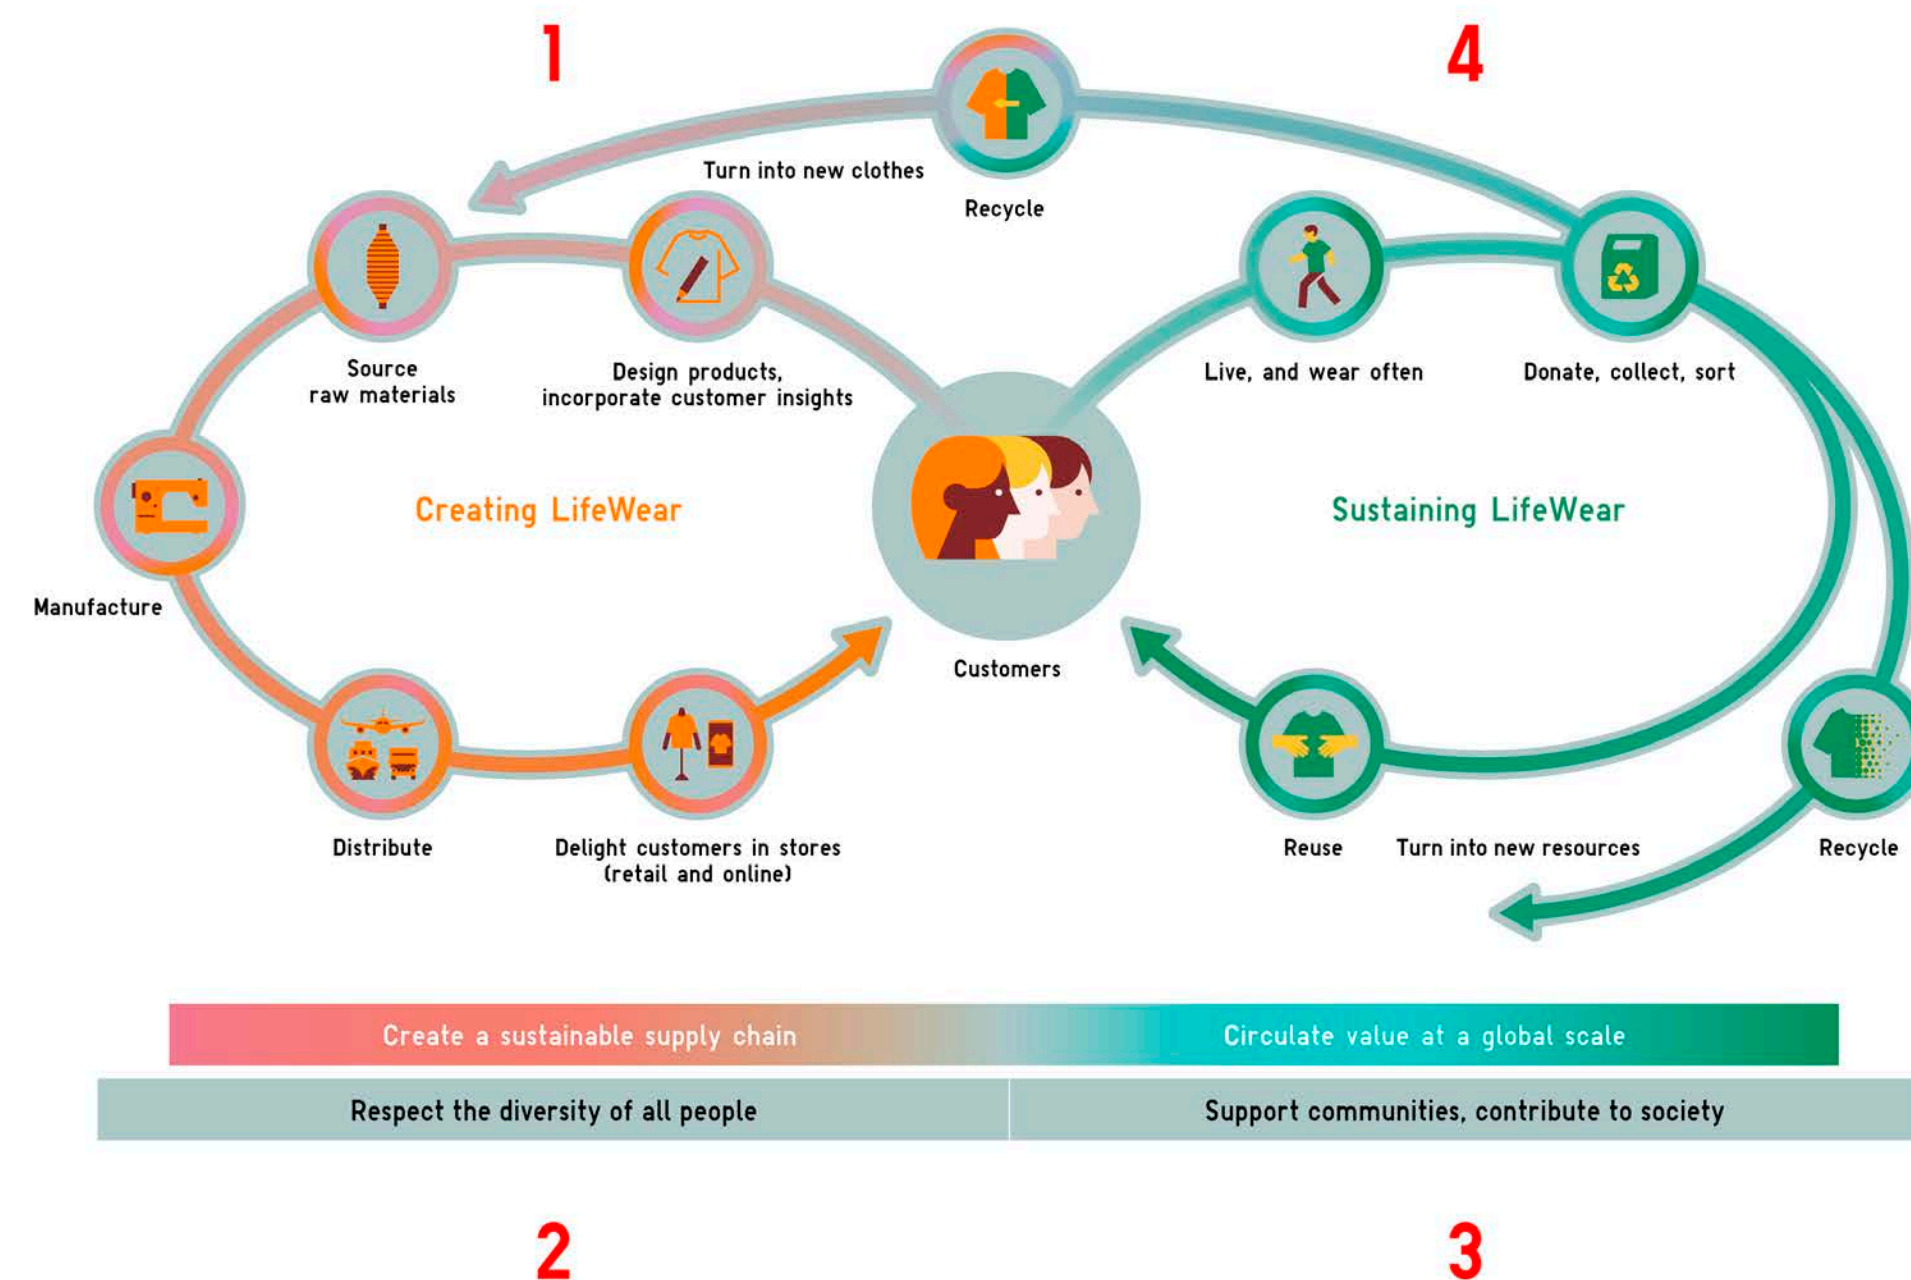 1
4
Turn into new clothes
Recycle
Source
raw materials
Design products,
incorporate customer insights
Live, and wear often
Donate, collect, sort
Creating LifeWear
Sustaining LifeWear
Manufacture
Customers
Distribute
Delight customers in stores
(retail and online)
Reuse
Turn into new resources
Recycle
Create a sustainable supply chain
Circulate value at a global scale
Respect the diversity of all people
Support communities, contribute to society
2
3